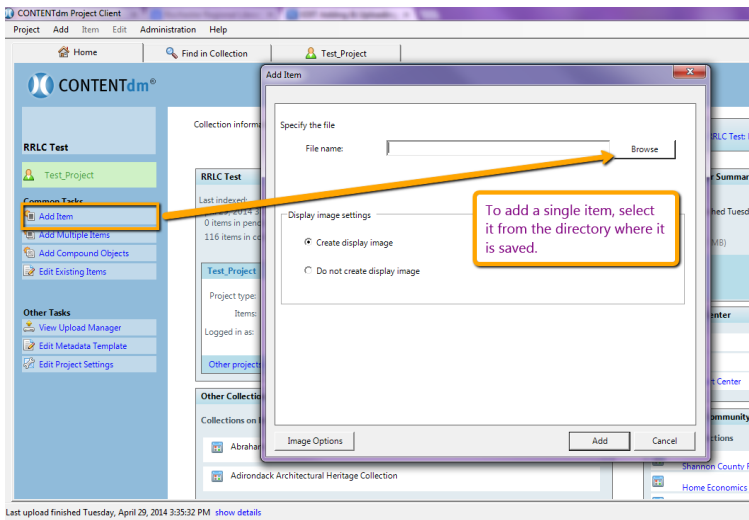 CONTENTdm Project Client
Project Add Item Edit Administration Help
Home
Find in Collection
Test_Project
CONTENTdm®
RRLC Test
Test_Project
Common Tasks
Add Item
Add Multiple Items
Add Compound Objects
Edit Existing Items
Other Tasks
View Upload Manager
Edit Metadata Template
Edit Project Settings
Collection informa
RRLC Test
Last indexed:
2014 3
0 items in pend
116 items in co
Test_Project
Project type:
Items:
Logged in as:
Other projects
Other Collectio
Collections on t
Abraha
Adirondack Architectural Heritage Collection
Add Item
Specify the file
File name:
Browse
Display image settings
Create display image
Do not create display image
To add a single item, select
it from the directory where it
is saved.
Image Options
Add
Cancel
RLC Test:
r Summar
hed Tuesd
MB)
enter
t Center
ommunity
ctions
Shannon County
Home Economics
Last upload finished Tuesday, April 29, 2014 3:35:32 PM show details